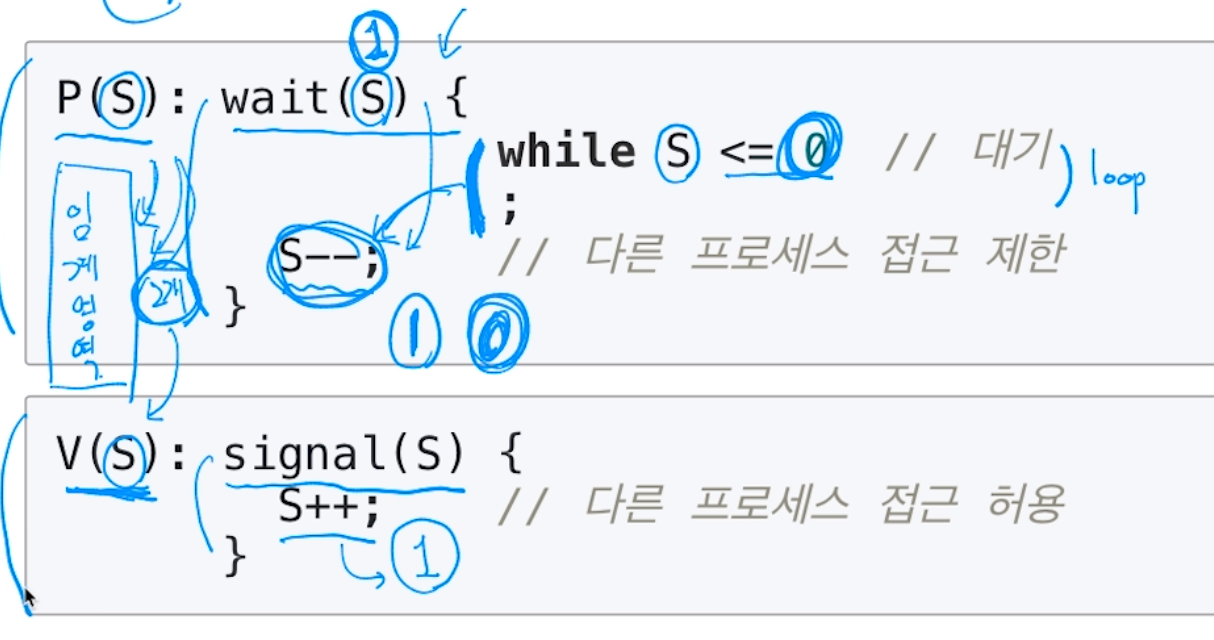 1
P(S): wait(S) {
while S <= 0 // 대기
loop
;
S--; // 다른 프로세스 접근 제한
임계영역
2개
}
1 0
V(S): signal(S) {
S++; // 다른 프로세스 접근 허용
1
}